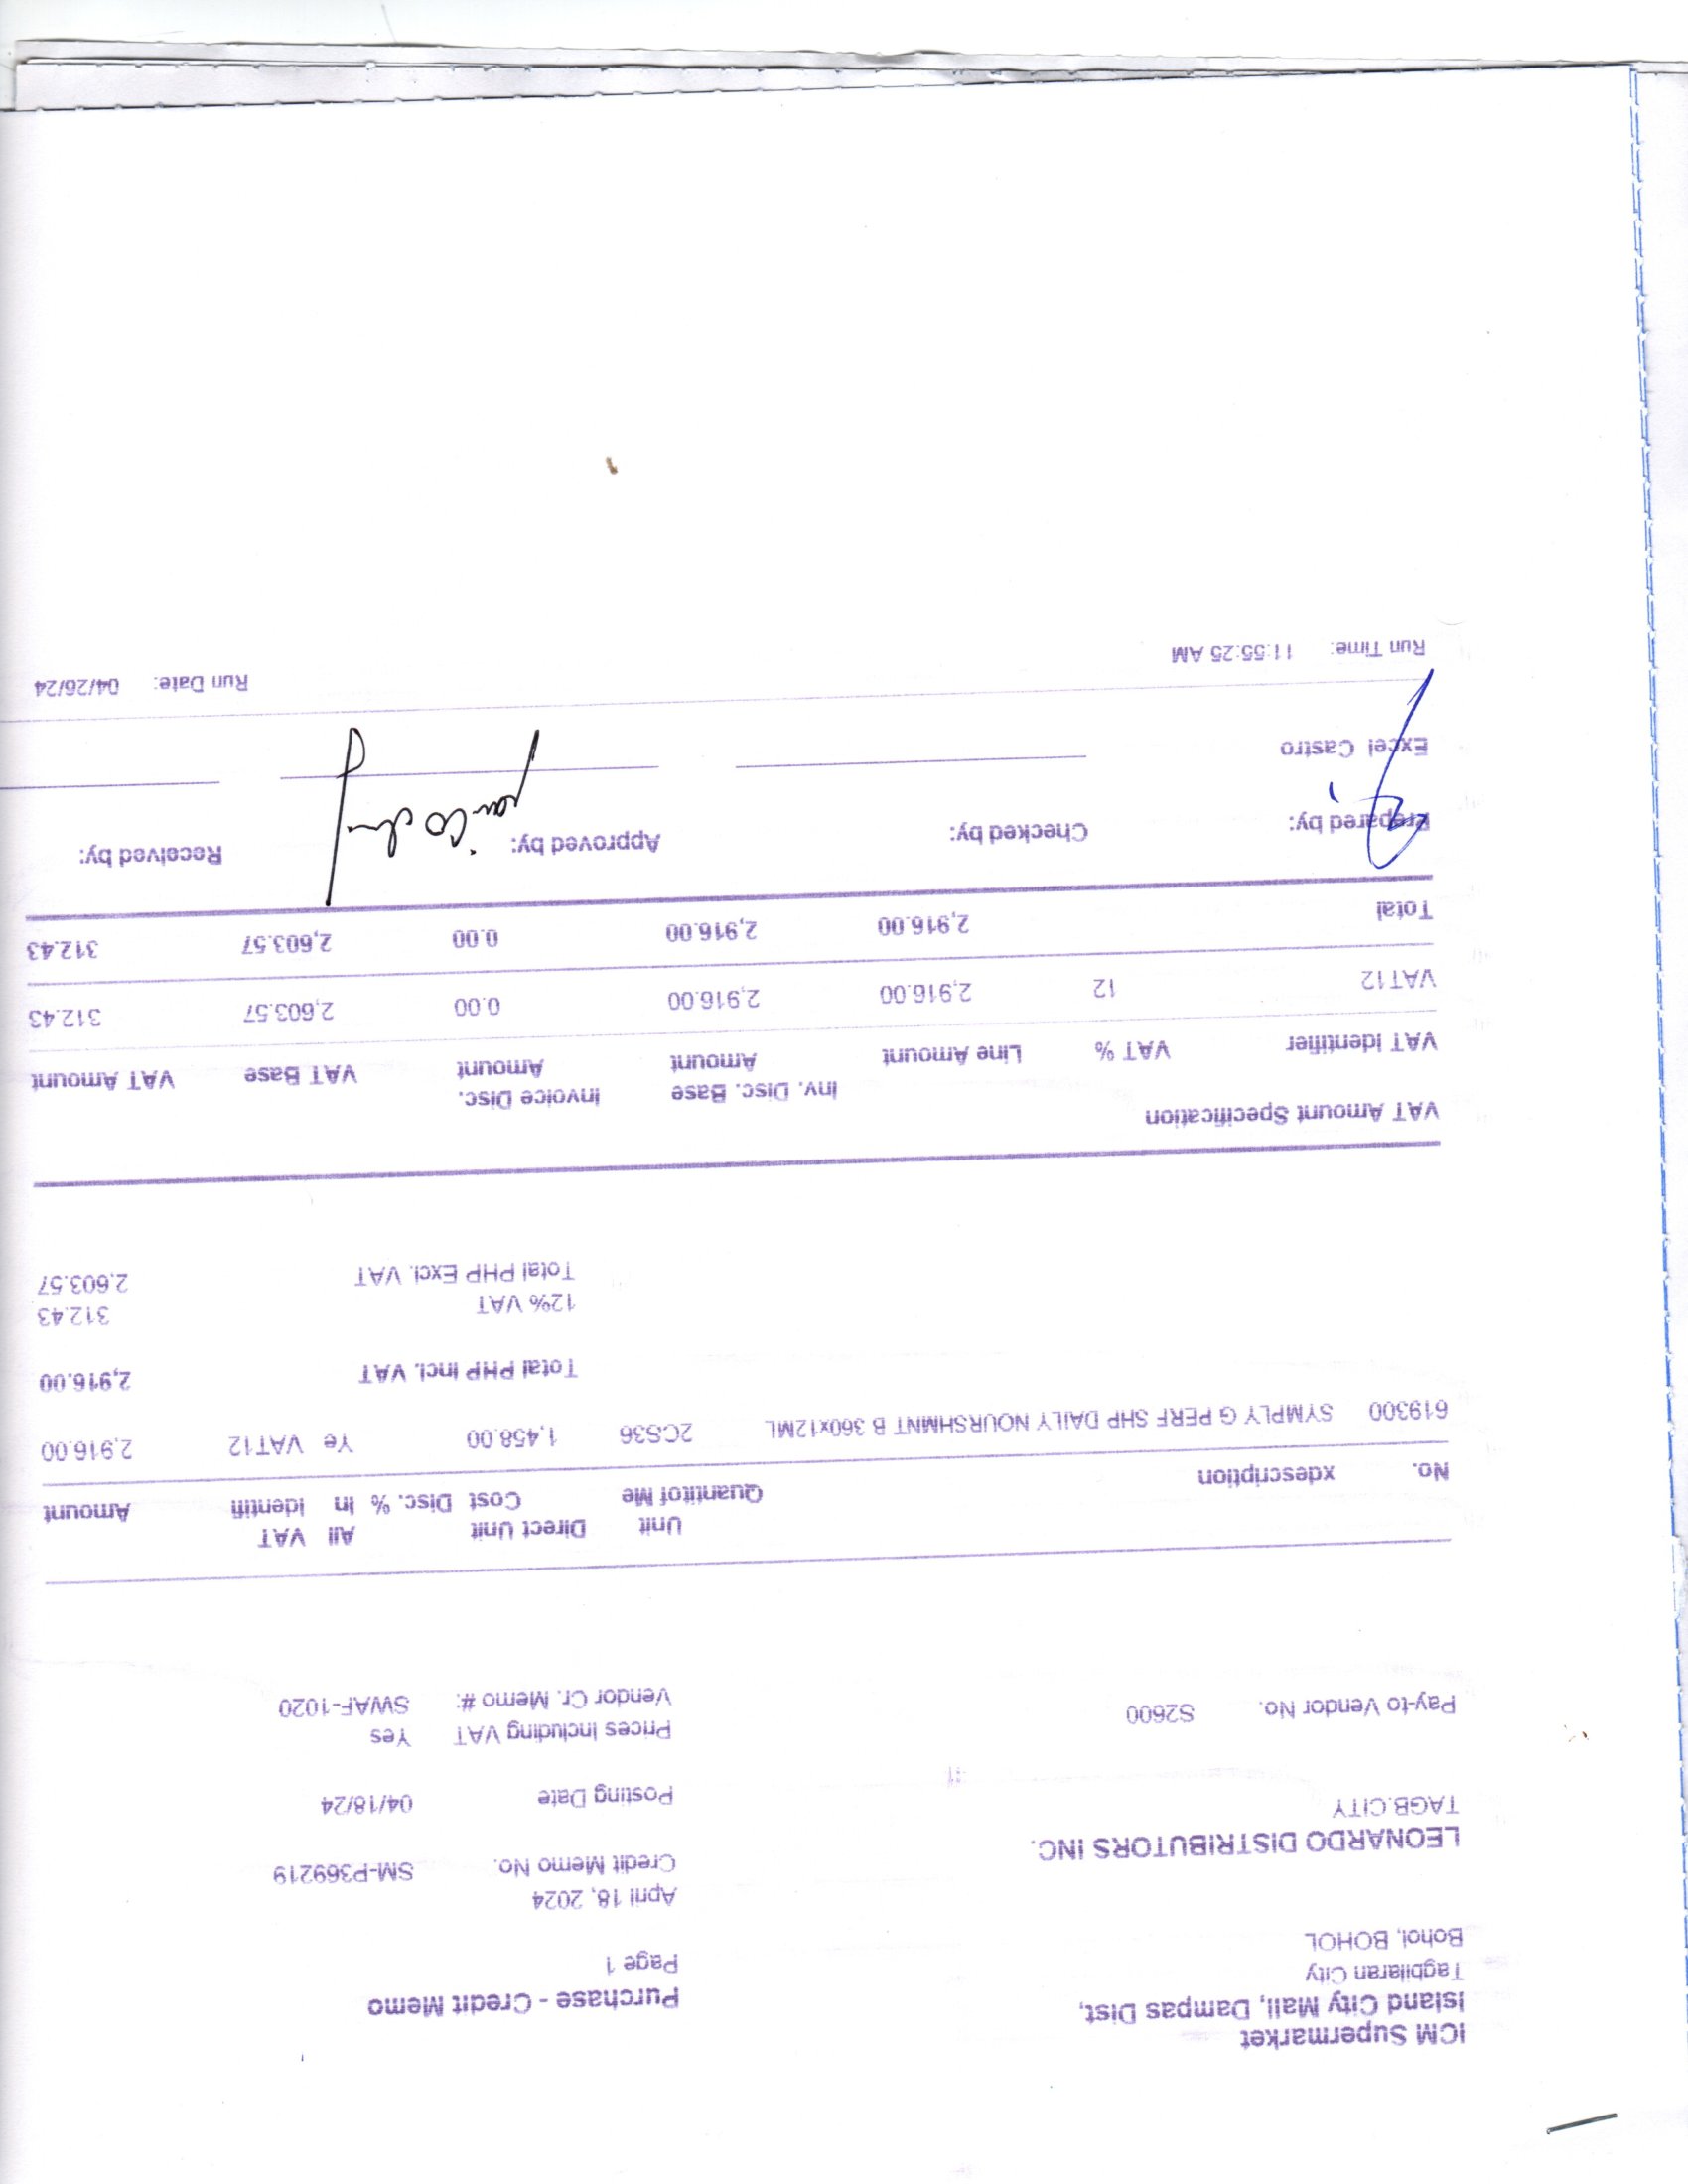 ICM Supermarket
Island City Mall, Dampas Dist,
Tagbilaran City
Bohol, BOHOL
Purchase - Credit Memo
Page 1
LEONARDO DISTRIBUTORS INC.
TAGB.CITY
April 18, 2024
Credit Memo No. SM-P369219
Posting Date 04/18/24
Pay-to Vendor No. S2600
Prices Including VAT Yes
Vendor Cr. Memo #: SWAF-1020
Unit Direct Unit All VAT
No. xdescription Quantitof Me Cost Disc. % In Identifi Amount
619300 SYMPLY G PERF SHP DAILY NOURSHMNT B 360x12ML 2CS36 1,458.00 Ye VAT12 2,916.00
Total PHP Incl. VAT 2,916.00
12% VAT 312.43
Total PHP Excl. VAT 2,603.57
VAT Amount Specification
Inv. Disc. Base Invoice Disc.
VAT Identifier VAT % Line Amount Amount Amount VAT Base VAT Amount
VAT12 12 2,916.00 2,916.00 0.00 2,603.57 312.43
Total 2,916.00 2,916.00 0.00 2,603.57 312.43
Prepared by: Checked by: Approved by: Received by:
Excel Castro
Run Time: 11:55:25 AM Run Date: 04/26/24